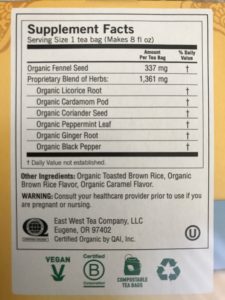 Supplement Facts
Serving Size 1 tea bag (Makes 8 fl oz)
Amount Per Tea Bag % Daily Value
Organic Fennel Seed 337 mg †
Proprietary Blend of Herbs: 1,361 mg
Organic Licorice Root †
Organic Cardamom Pod †
Organic Coriander Seed †
Organic Peppermint Leaf †
Organic Ginger Root †
Organic Black Pepper †
† Daily Value not established.
Other Ingredients: Organic Toasted Brown Rice, Organic
Brown Rice Flavor, Organic Caramel Flavor.
WARNING: Consult your healthcare provider prior to use if you
are pregnant or nursing.
East West Tea Company, LLC
Eugene, OR 97402
Certified Organic by QAI, Inc.
VEGAN
Certified
B
Corporation
COMPOSTABLE
TEA BAGS
U